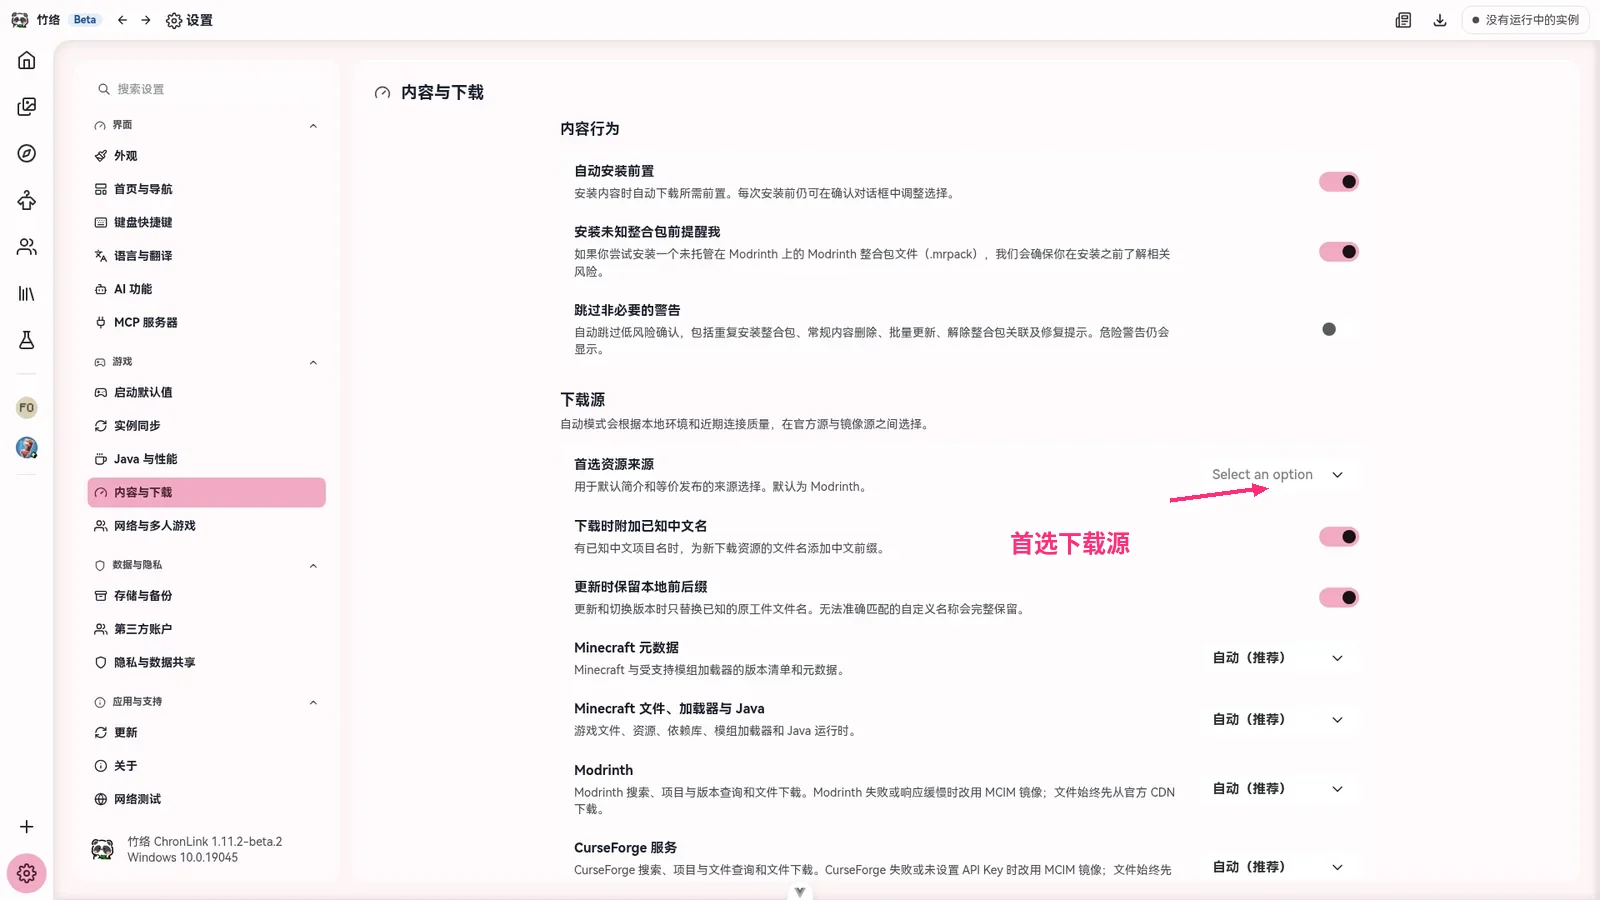 竹络 Beta 设置 没有运行中的实例
搜索设置
界面
外观
首页与导航
键盘快捷键
语言与翻译
AI 功能
MCP 服务器
游戏
启动默认值
实例同步
Java 与性能
内容与下载
网络与多人游戏
数据与隐私
存储与备份
第三方账户
隐私与数据共享
应用与支持
更新
关于
网络测试
竹络 ChronLink 1.11.2-beta.2
Windows 10.0.19045
FO
内容与下载
内容行为
自动安装前置
安装内容时自动下载所需前置。每次安装前仍可在确认对话框中调整选择。
安装未知整合包前提醒我
如果你尝试安装一个未托管在 Modrinth 上的 Modrinth 整合包文件（.mrpack），我们会确保你在安装之前了解相关
风险。
跳过非必要的警告
自动跳过低风险确认，包括重复安装整合包、常规内容删除、批量更新、解除整合包关联及修复提示。危险警告仍会
显示。
下载源
自动模式会根据本地环境和近期连接质量，在官方源与镜像源之间选择。
首选资源来源
用于默认简介和等价发布的来源选择。默认为 Modrinth。
Select an option
下载时附加已知中文名
有已知中文项目名时，为新下载资源的文件名添加中文前缀。
首选下载源
更新时保留本地前后缀
更新和切换版本时只替换已知的原工件文件名。无法准确匹配的自定义名称会完整保留。
Minecraft 元数据
Minecraft 与受支持模组加载器的版本清单和元数据。
自动（推荐）
Minecraft 文件、加载器与 Java
游戏文件、资源、依赖库、模组加载器和 Java 运行时。
自动（推荐）
Modrinth
Modrinth 搜索、项目与版本查询和文件下载。Modrinth 失败或响应缓慢时改用 MCIM 镜像；文件始终先从官方 CDN
下载。
自动（推荐）
CurseForge 服务
CurseForge 搜索、项目与文件查询和文件下载。CurseForge 失败或未设置 API Key 时改用 MCIM 镜像；文件始终先
自动（推荐）